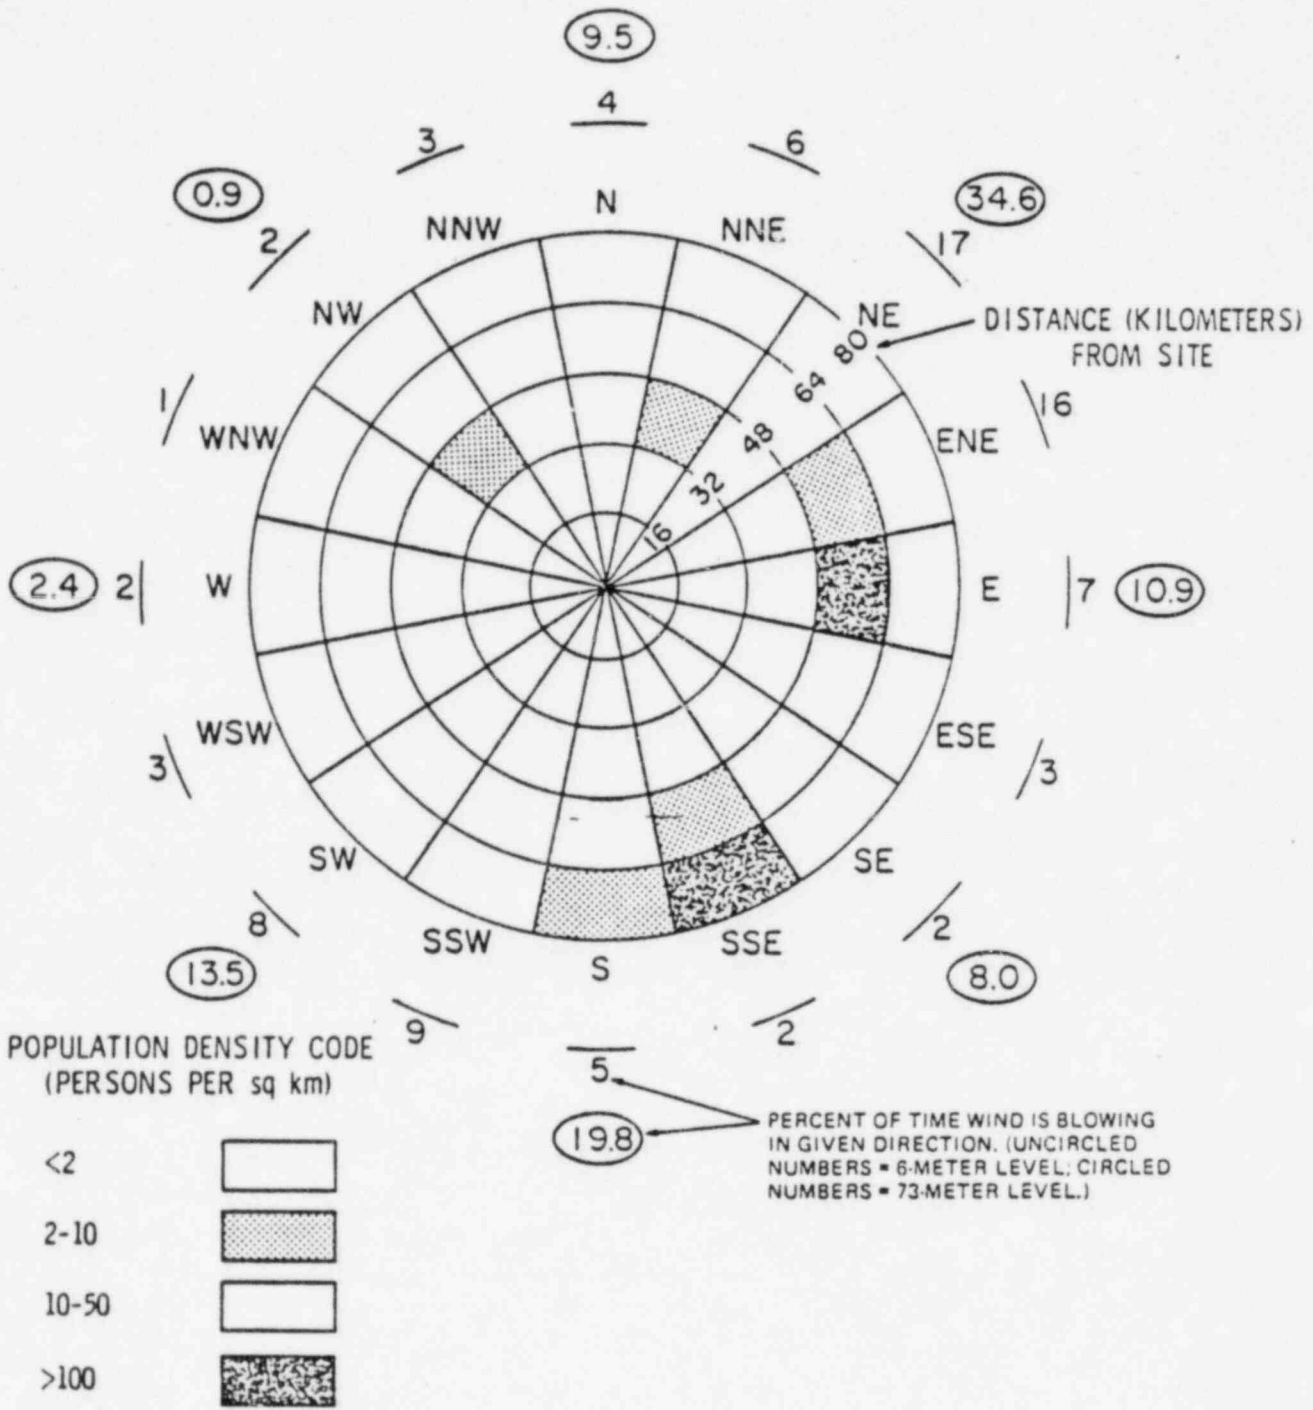 9.5
4
3
6
0.9
34.6
2
17
N
NNW
NNE
NW
NE
80
DISTANCE (KILOMETERS)
FROM SITE
64
1
16
WNW
48
ENE
32
16
2.4
2
W
E
7
10.9
WSW
ESE
3
3
SW
SE
8
2
SSW
SSE
S
13.5
8.0
9
2
5
19.8
POPULATION DENSITY CODE
(PERSONS PER sq km)
<2
2-10
10-50
>100
PERCENT OF TIME WIND IS BLOWING
IN GIVEN DIRECTION. (UNCIRCLED
NUMBERS = 6-METER LEVEL; CIRCLED
NUMBERS = 73-METER LEVEL.)